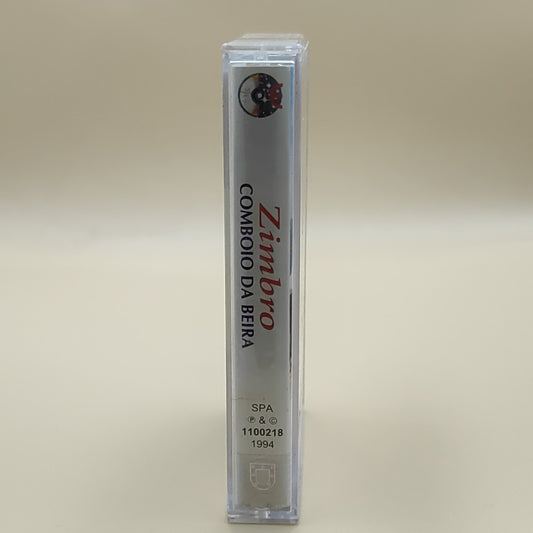 Zimbro
COMBOIO DA BEIRA
SPA
℗ & ©
1100218
1994